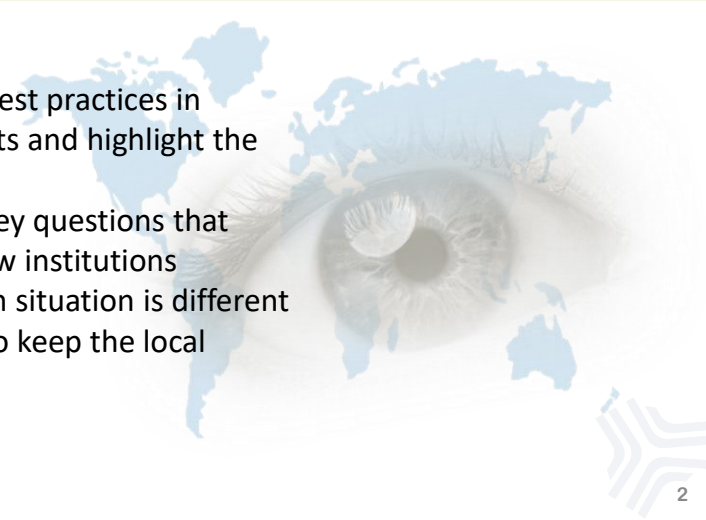 est practices in
ts and highlight the
ey questions that
w institutions
n situation is different
o keep the local
2